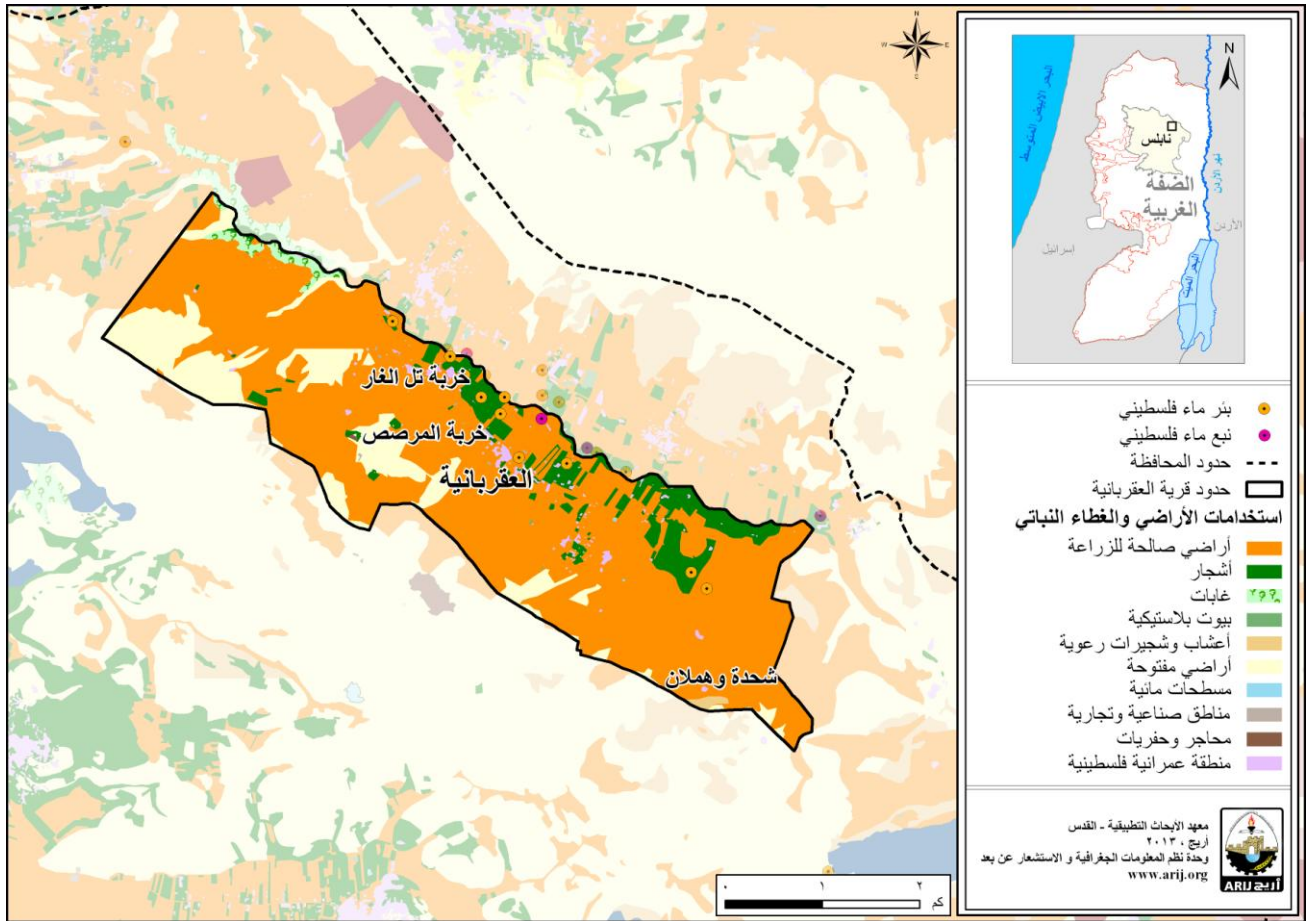 خربة تل الغار
خربة المرصص
العقربانية
شحدة وهملان
W
E
N
البحر الابيض المتوسط
نابلس
الضفة
الغربية
نهر الأردن
الأردن
اسرائيل
البحر الميت
بئر ماء فلسطيني
نبع ماء فلسطيني
حدود المحافظة
حدود قرية العقربانية
استخدامات الأراضي والغطاء النباتي
أراضي صالحة للزراعة
أشجار
غابات
بيوت بلاستيكية
أعشاب وشجيرات رعوية
أراضي مفتوحة
مسطحات مائية
مناطق صناعية وتجارية
محاجر وحفريات
منطقة عمرانية فلسطينية
معهد الأبحاث التطبيقية - القدس
أريج ، ٢٠١٣
وحدة نظم المعلومات الجغرافية و الاستشعار عن بعد
www.arij.org
ARIJ أريج
٠ ١ ٢
كم